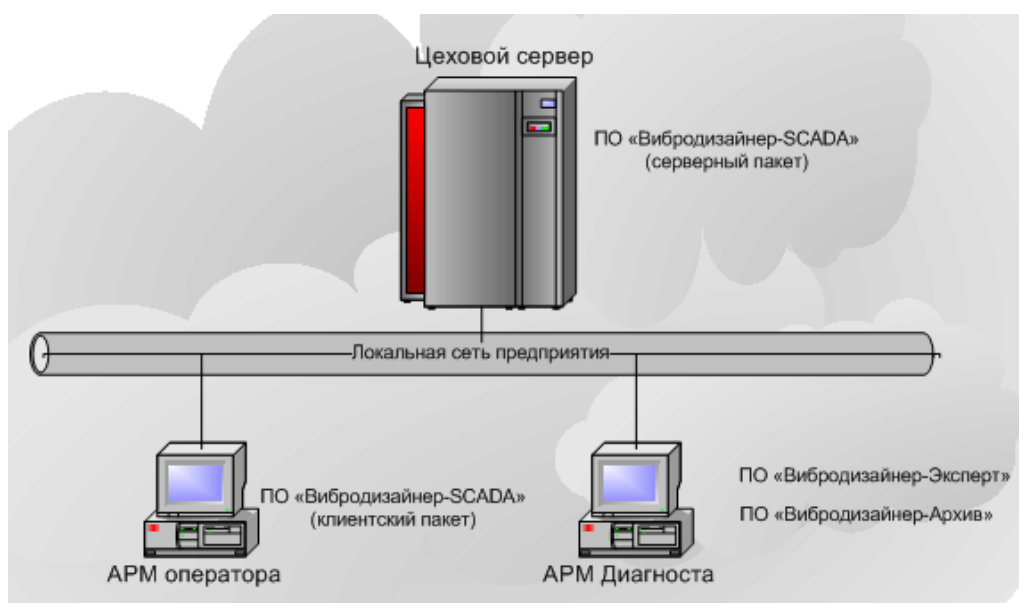 Цеховой сервер
ПО «Вибродизайнер-SCADA»
(серверный пакет)
Локальная сеть предприятия
ПО «Вибродизайнер-SCADA»
(клиентский пакет)
АРМ оператора
ПО «Вибродизайнер-Эксперт»
ПО «Вибродизайнер-Архив»
АРМ Диагноста